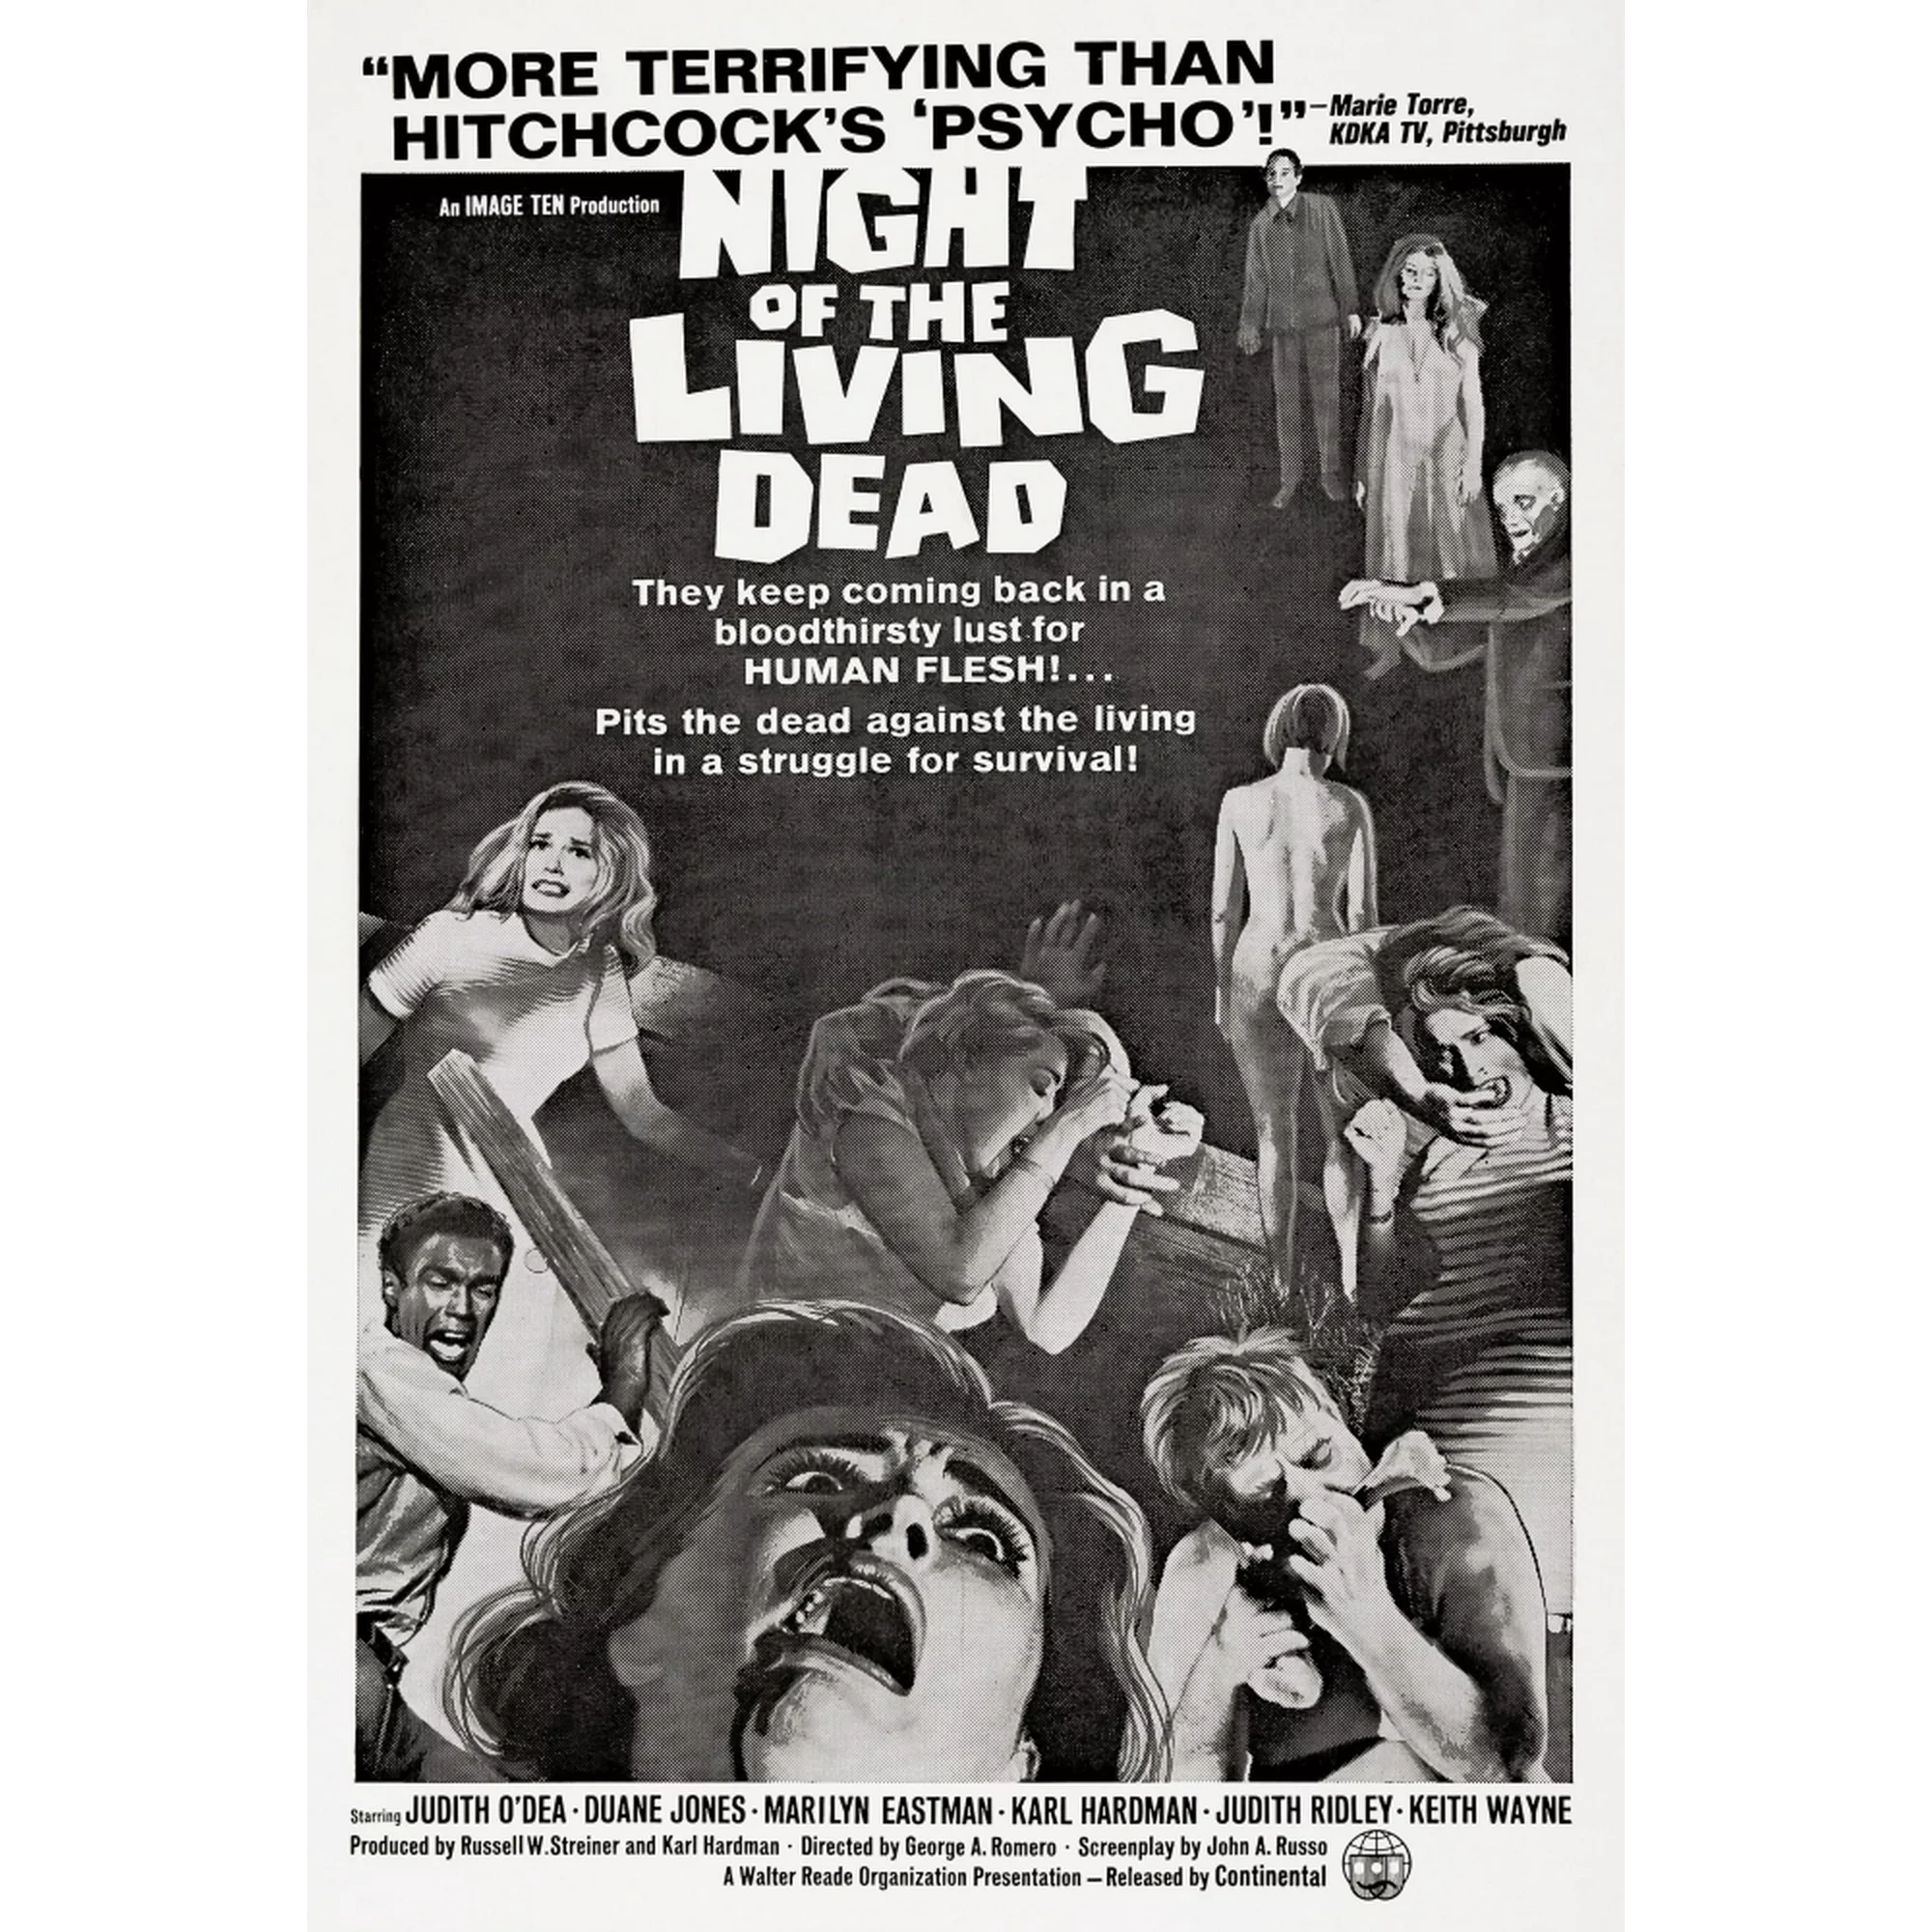 “MORE TERRIFYING THAN
HITCHCOCK’S ‘PSYCHO’!”–Marie Torre,
KDKA TV, Pittsburgh
An IMAGE TEN Production
NIGHT
OF THE
LIVING
DEAD
They keep coming back in a
bloodthirsty lust for
HUMAN FLESH!...
Pits the dead against the living
in a struggle for survival!
Starring JUDITH O’DEA · DUANE JONES · MARILYN EASTMAN · KARL HARDMAN · JUDITH RIDLEY · KEITH WAYNE
Produced by Russell W. Streiner and Karl Hardman · Directed by George A. Romero · Screenplay by John A. Russo
A Walter Reade Organization Presentation — Released by Continental